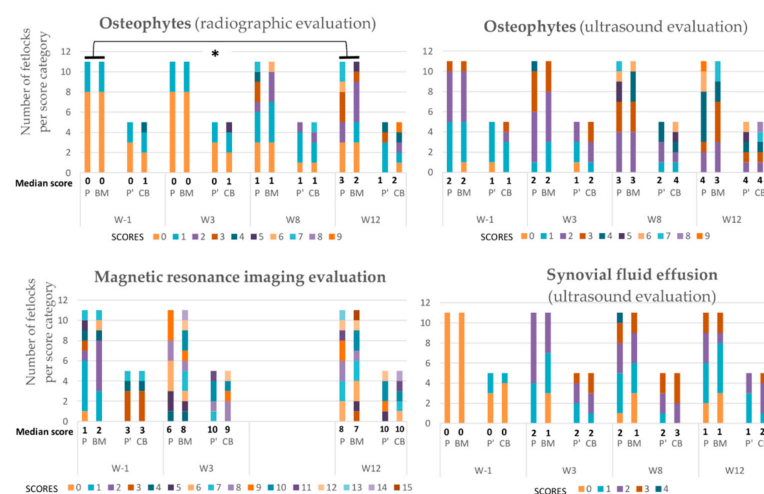 Osteophytes (radiographic evaluation)
Number of fetlocks
per score category
12
10
8
6
4
2
0
*
Median score
0 0 0 1 0 0 0 1 1 1 1 1 3 2 1 2
P BM P' CB P BM P' CB P BM P' CB P BM P' CB
W-1 W3 W8 W12
SCORES 0 1 2 3 4 5 6 7 8 9
Osteophytes (ultrasound evaluation)
12
10
8
6
4
2
0
2 2 1 1 2 2 1 2 3 3 2 4 4 3 4 4
P BM P' CB P BM P' CB P BM P' CB P BM P' CB
W-1 W3 W8 W12
SCORES 0 1 2 3 4 5 6 7 8 9
Magnetic resonance imaging evaluation
Number of fetlocks
per score category
12
10
8
6
4
2
0
Median score
1 2 3 3 6 8 10 9 8 7 10 10
P BM P' CB P BM P' CB P BM P' CB
W-1 W3 W12
SCORES 0 1 2 3 4 5 6 7 8 9 10 11 12 13 14 15
Synovial fluid effusion
(ultrasound evaluation)
12
10
8
6
4
2
0
0 0 0 0 2 1 2 2 2 1 2 3 1 1 1 2
P BM P' CB P BM P' CB P BM P' CB P BM P' CB
W-1 W3 W8 W12
SCORES 0 1 2 3 4